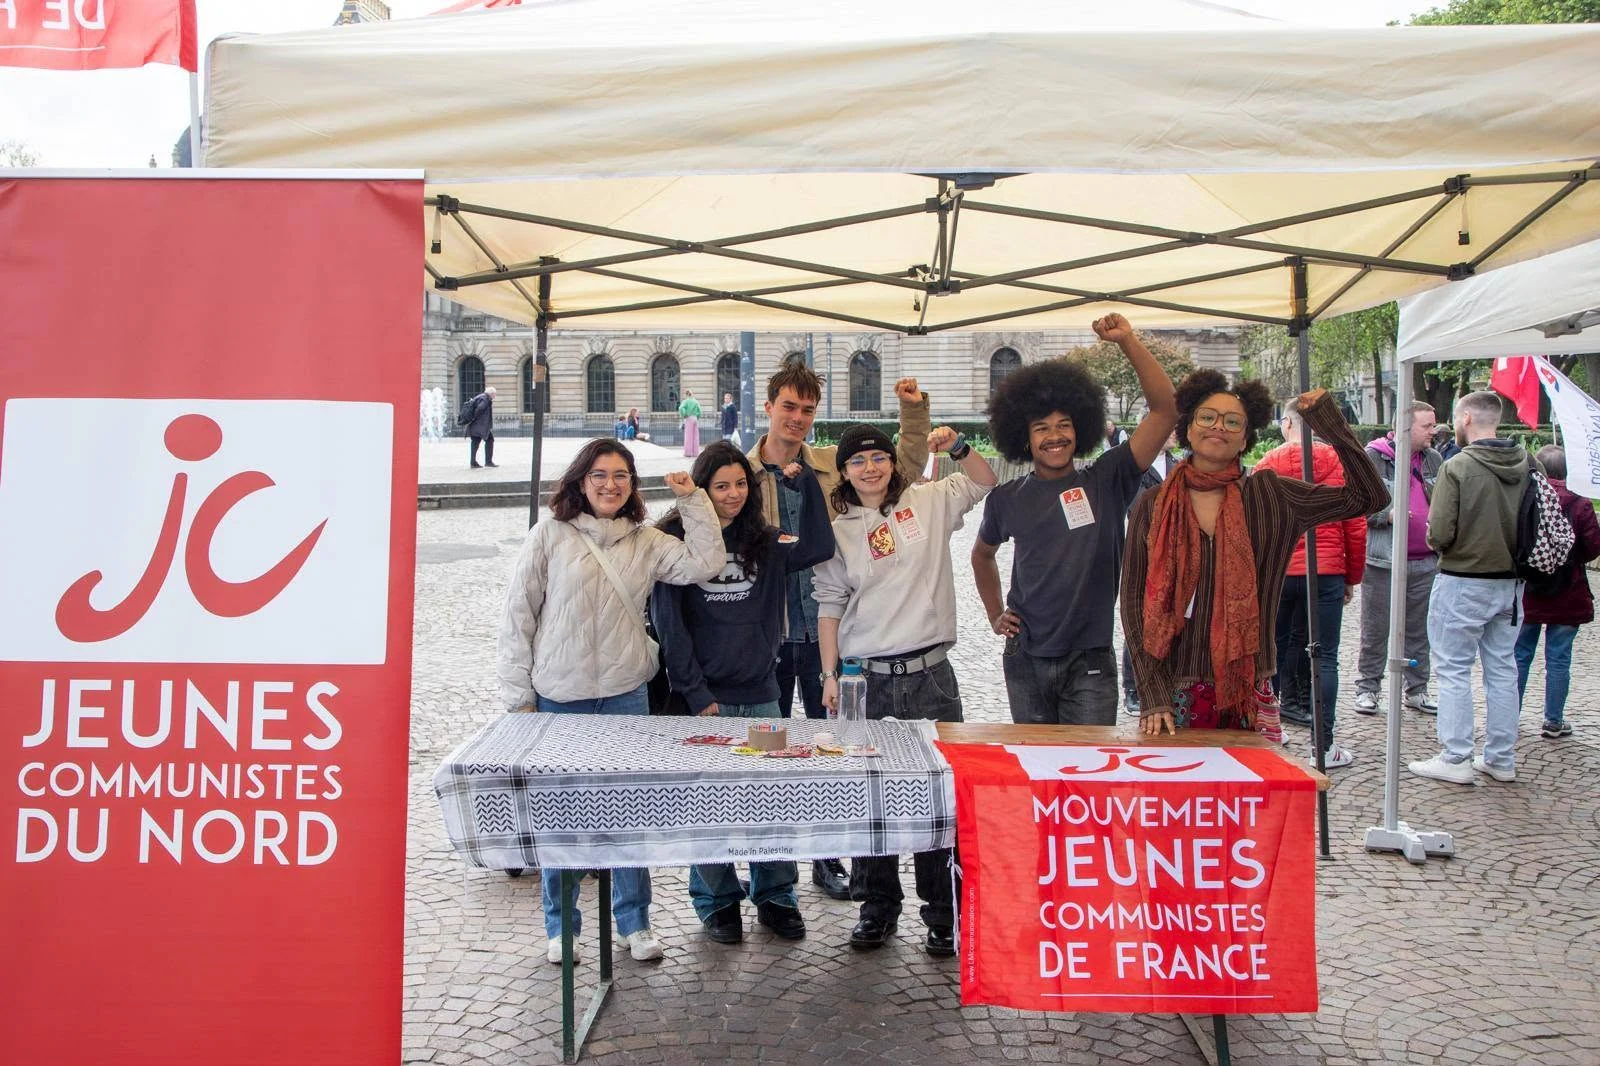 DE F
jc
JEUNES
COMMUNISTES
DU NORD
Made in Palestine
jc
MOUVEMENT
JEUNES
COMMUNISTES
DE FRANCE